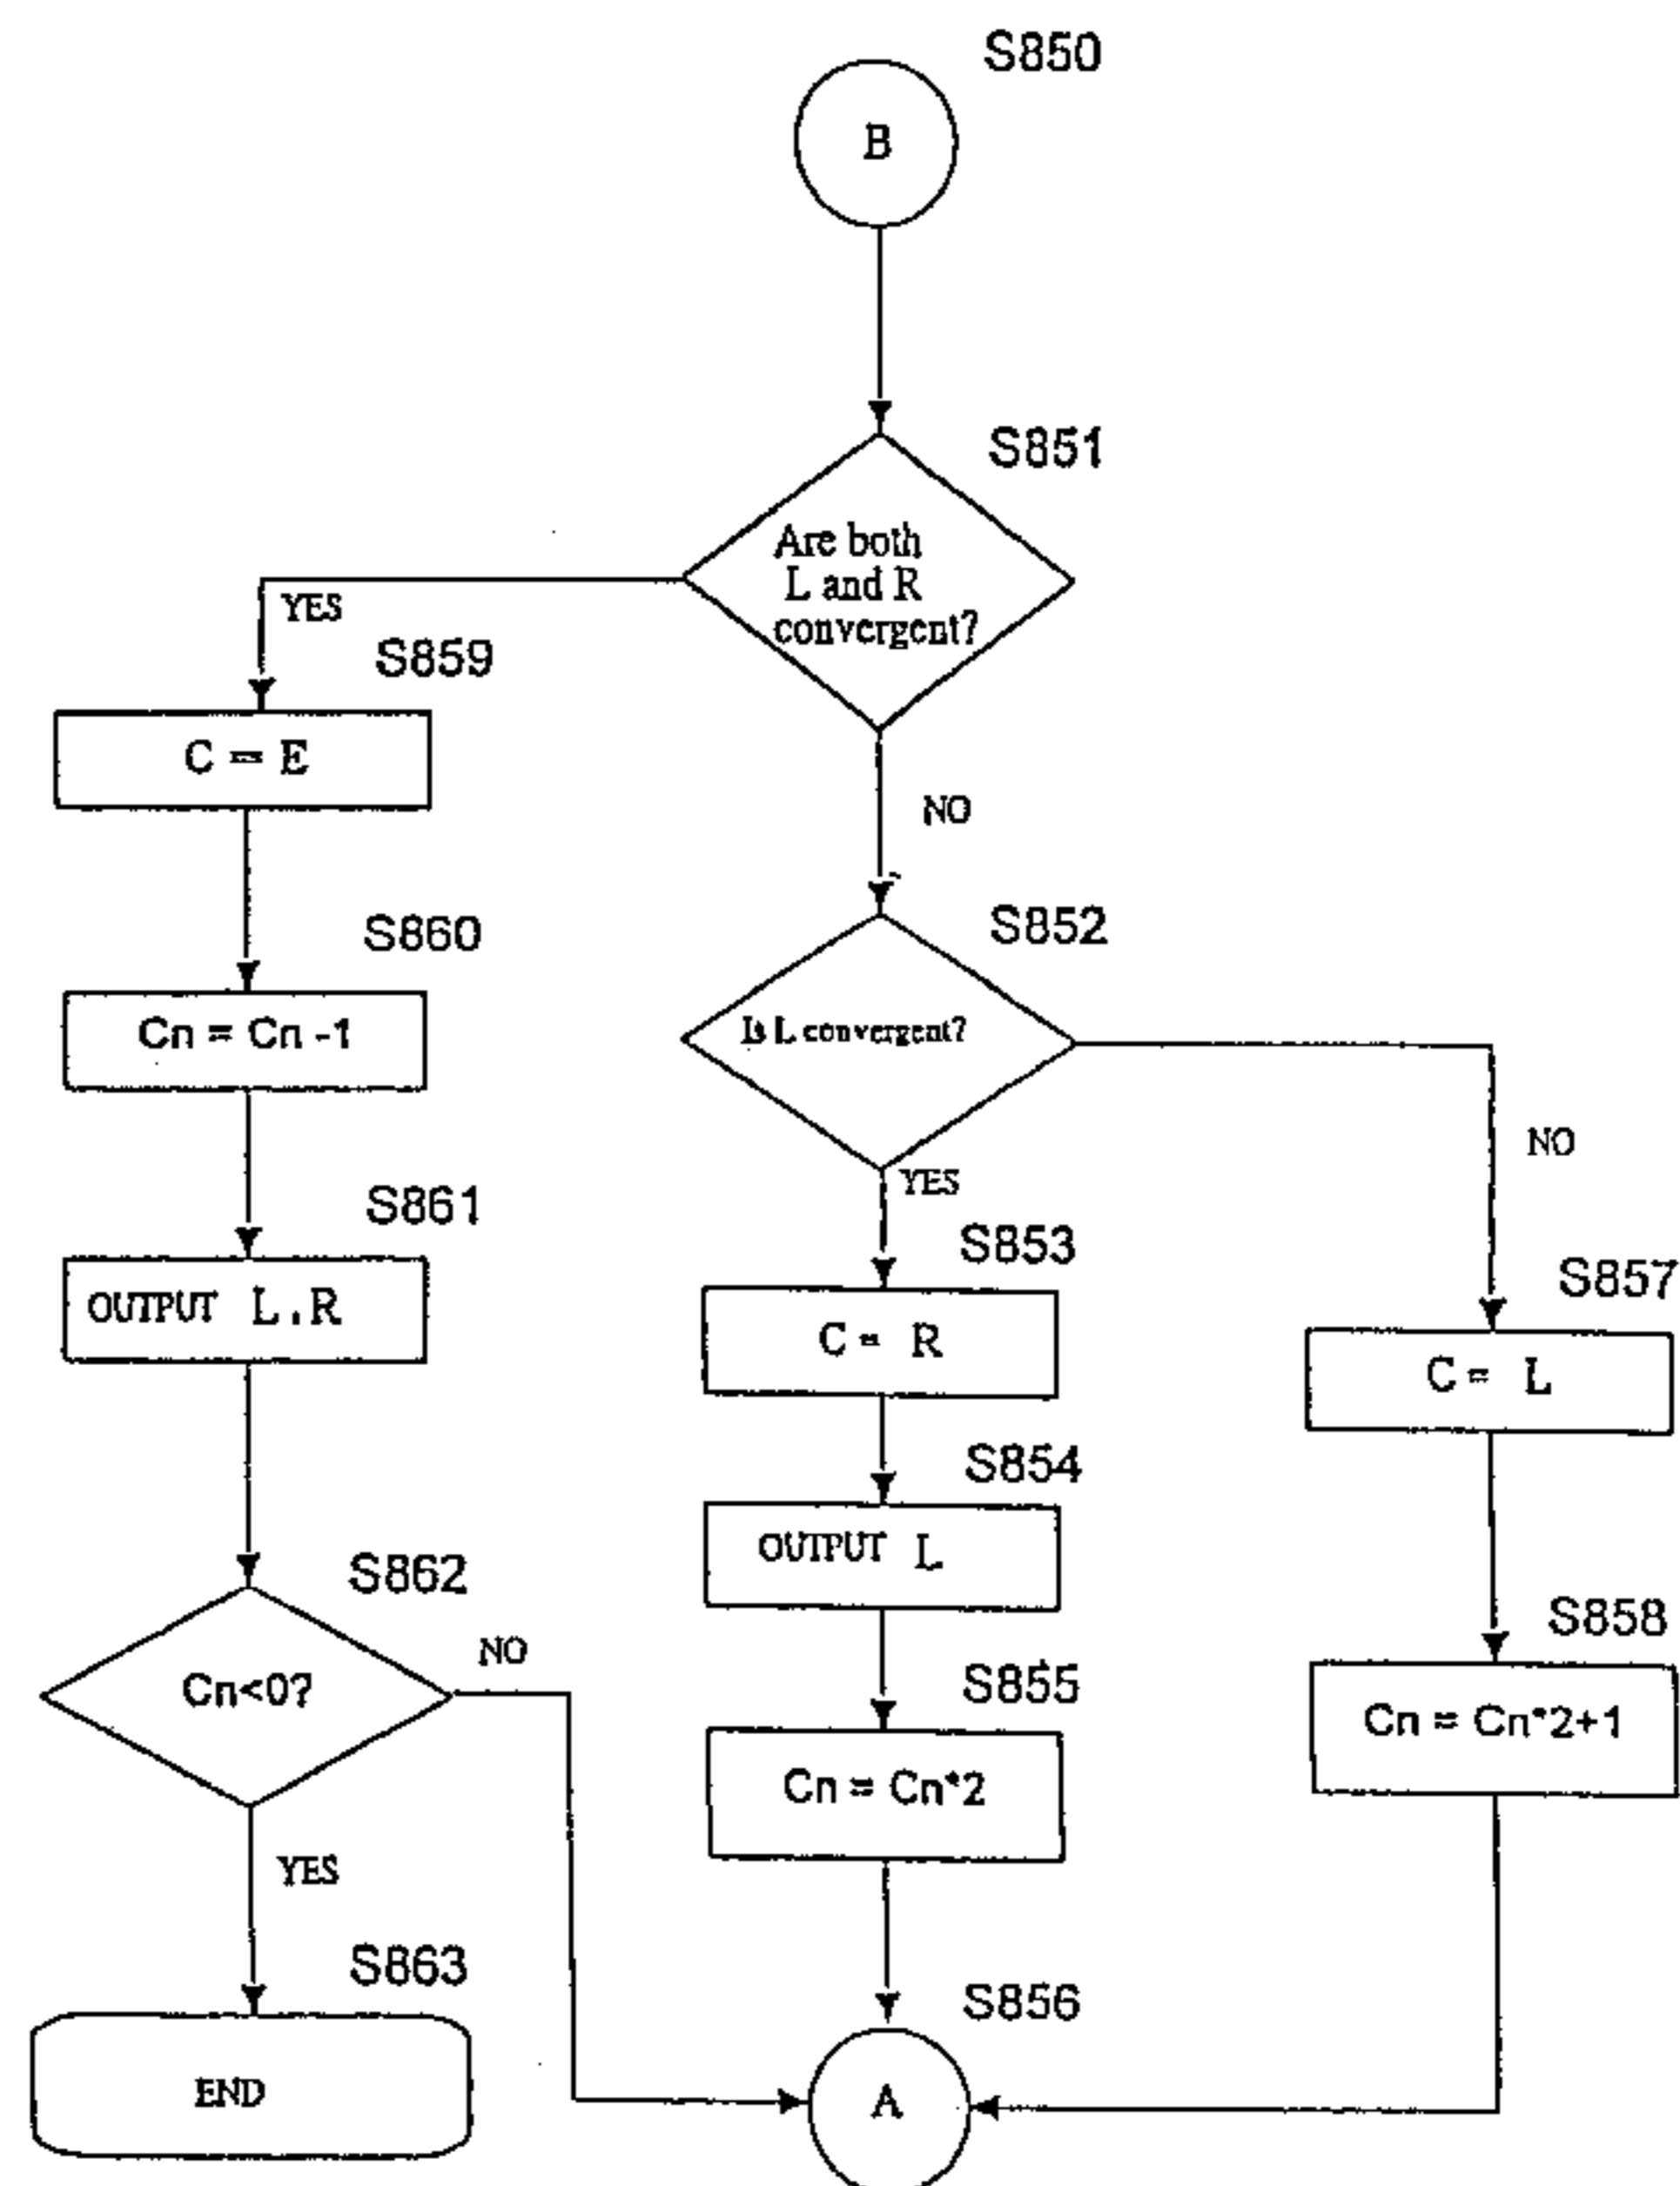 S850
B
S851
Are both
L and R
convergent?
YES
S859
C = E
NO
S860
S852
Cn = Cn -1
Is L convergent?
NO
YES
S861
S853
S857
OUTPUT L.R
C = R
C = L
S854
OUTPUT L
S862
S858
NO
Cn<0?
S855
Cn = Cn*2+1
Cn = Cn*2
YES
S863
S856
END
A